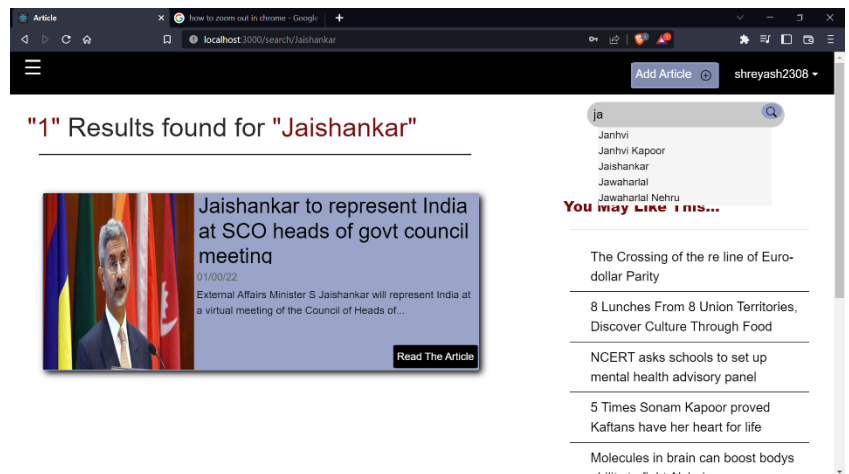 Article
how to zoom out in chrome - Google
localhost:3000/search/Jaishankar
Add Article
shreyash2308
"1" Results found for "Jaishankar"
ja
Janhvi
Janhvi Kapoor
Jaishankar
Jawaharlal
Jawaharlal Nehru
You May Like This...
Jaishankar to represent India
at SCO heads of govt council
meeting
01/00/22
External Affairs Minister S Jaishankar will represent India at
a virtual meeting of the Council of Heads of...
Read The Article
The Crossing of the re line of Euro-
dollar Parity
8 Lunches From 8 Union Territories,
Discover Culture Through Food
NCERT asks schools to set up
mental health advisory panel
5 Times Sonam Kapoor proved
Kaftans have her heart for life
Molecules in brain can boost bodys